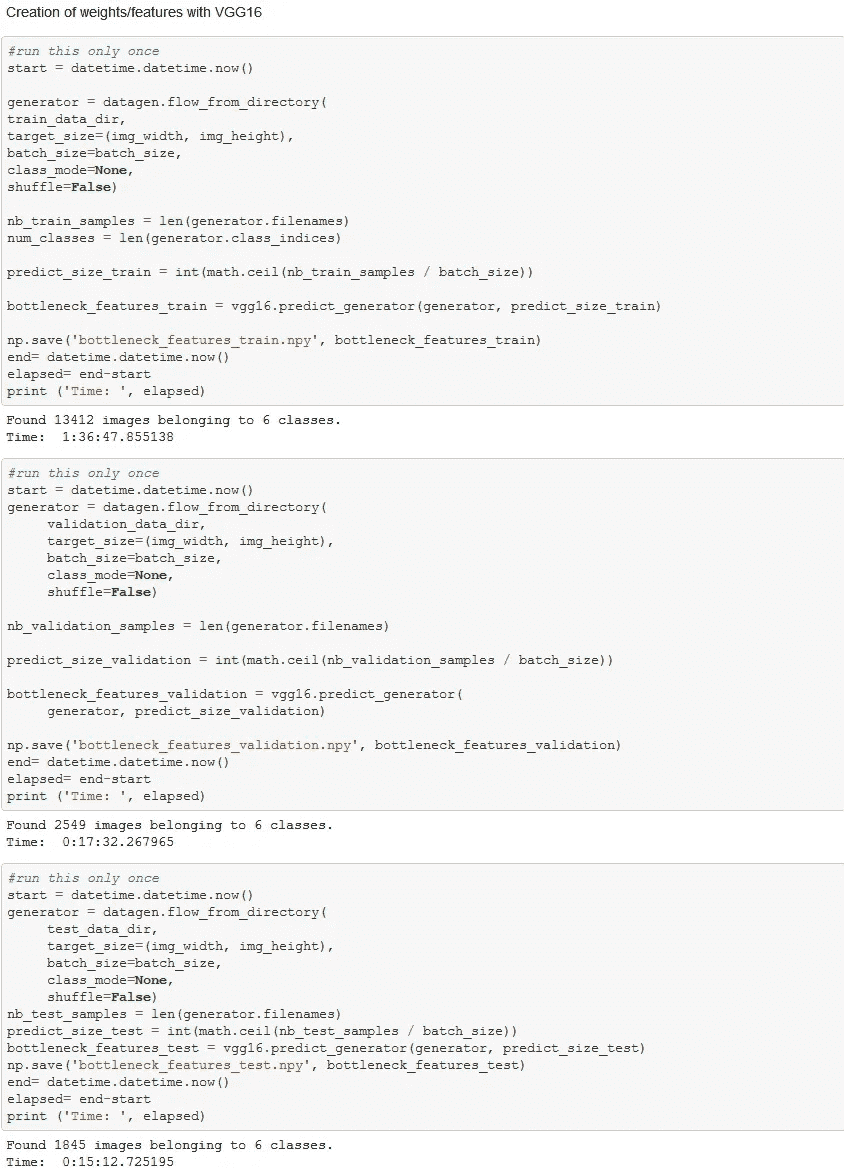 Creation of weights/features with VGG16
#run this only once
start = datetime.datetime.now()
generator = datagen.flow_from_directory(
train_data_dir,
target_size=(img_width, img_height),
batch_size=batch_size,
class_mode=None,
shuffle=False)
nb_train_samples = len(generator.filenames)
num_classes = len(generator.class_indices)
predict_size_train = int(math.ceil(nb_train_samples / batch_size))
bottleneck_features_train = vgg16.predict_generator(generator, predict_size_train)
np.save('bottleneck_features_train.npy', bottleneck_features_train)
end= datetime.datetime.now()
elapsed= end-start
print ('Time: ', elapsed)
Found 13412 images belonging to 6 classes.
Time:  1:36:47.855138
#run this only once
start = datetime.datetime.now()
generator = datagen.flow_from_directory(
     validation_data_dir,
     target_size=(img_width, img_height),
     batch_size=batch_size,
     class_mode=None,
     shuffle=False)
nb_validation_samples = len(generator.filenames)
predict_size_validation = int(math.ceil(nb_validation_samples / batch_size))
bottleneck_features_validation = vgg16.predict_generator(
     generator, predict_size_validation)
np.save('bottleneck_features_validation.npy', bottleneck_features_validation)
end= datetime.datetime.now()
elapsed= end-start
print ('Time: ', elapsed)
Found 2549 images belonging to 6 classes.
Time:  0:17:32.267965
#run this only once
start = datetime.datetime.now()
generator = datagen.flow_from_directory(
     test_data_dir,
     target_size=(img_width, img_height),
     batch_size=batch_size,
     class_mode=None,
     shuffle=False)
nb_test_samples = len(generator.filenames)
predict_size_test = int(math.ceil(nb_test_samples / batch_size))
bottleneck_features_test = vgg16.predict_generator(generator, predict_size_test)
np.save('bottleneck_features_test.npy', bottleneck_features_test)
end= datetime.datetime.now()
elapsed= end-start
print ('Time: ', elapsed)
Found 1845 images belonging to 6 classes.
Time:  0:15:12.725195